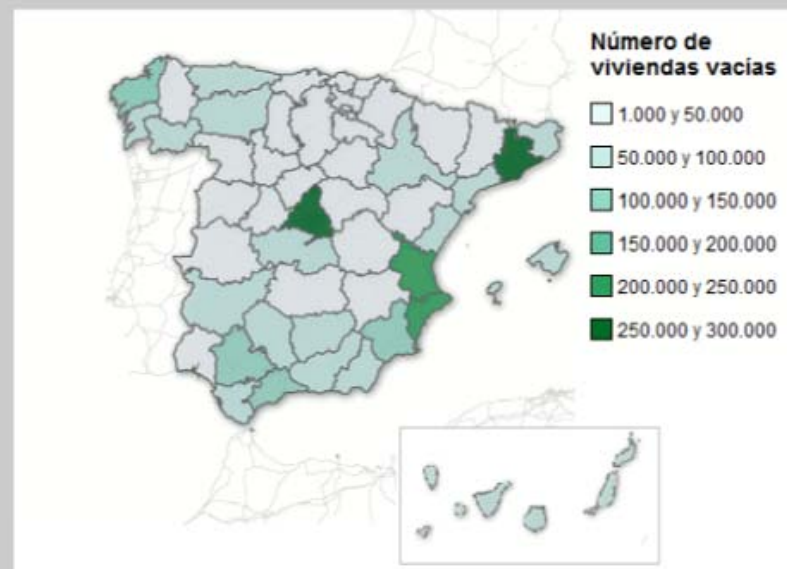 Número de
viviendas vacías
1.000 y 50.000
50.000 y 100.000
100.000 y 150.000
150.000 y 200.000
200.000 y 250.000
250.000 y 300.000